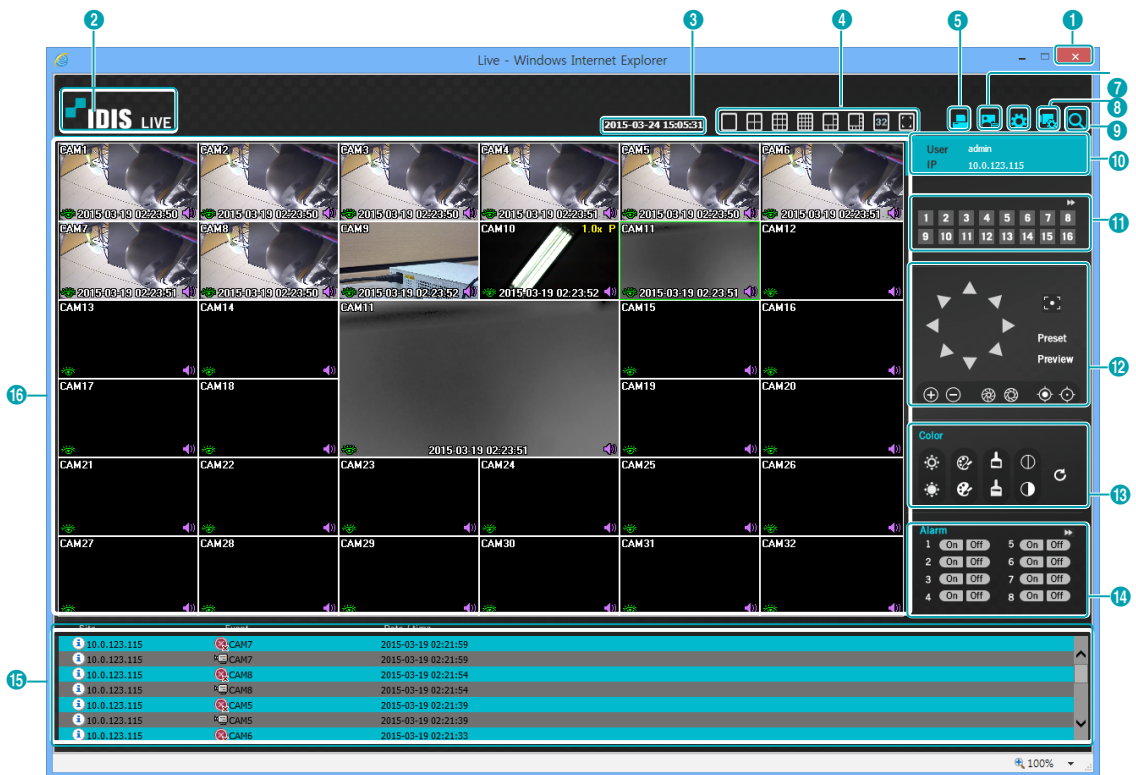 2
3
4
5
1
Live - Windows Internet Explorer
7
8
9
IDIS LIVE
2015-03-24 15:05:31
32
User admin
IP 10.0.123.115
10
CAM1 CAM2 CAM3 CAM4 CAM5 CAM6
2015-03-19 02:23:50 2015-03-19 02:23:50 2015-03-19 02:23:51 2015-03-19 02:23:51
1 2 3 4 5 6 7 8
9 10 11 12 13 14 15 16
11
CAM7 CAM8 CAM9 CAM10 1.0x P CAM11 CAM12
2015-03-19 02:23:51 2015-03-19 02:23:50 2015-03-19 02:23:52 2015-03-19 02:23:52 2015-03-19 02:23:51
CAM13 CAM14 CAM11 CAM15 CAM16
Preset
Preview
12
16
CAM17 CAM18 CAM19 CAM20
2015-03-19 02:23:51
Color
13
CAM21 CAM22 CAM23 CAM24 CAM25 CAM26
CAM27 CAM28 CAM29 CAM30 CAM31 CAM32
Alarm
1 On Off 5 On Off
2 On Off 6 On Off
3 On Off 7 On Off
4 On Off 8 On Off
14
Site Event Date / time
10.0.123.115 CAM7 2015-03-19 02:21:59
10.0.123.115 CAM7 2015-03-19 02:21:59
10.0.123.115 CAM8 2015-03-19 02:21:54
15
10.0.123.115 CAM8 2015-03-19 02:21:54
10.0.123.115 CAM5 2015-03-19 02:21:39
10.0.123.115 CAM5 2015-03-19 02:21:39
10.0.123.115 CAM6 2015-03-19 02:21:33
100%